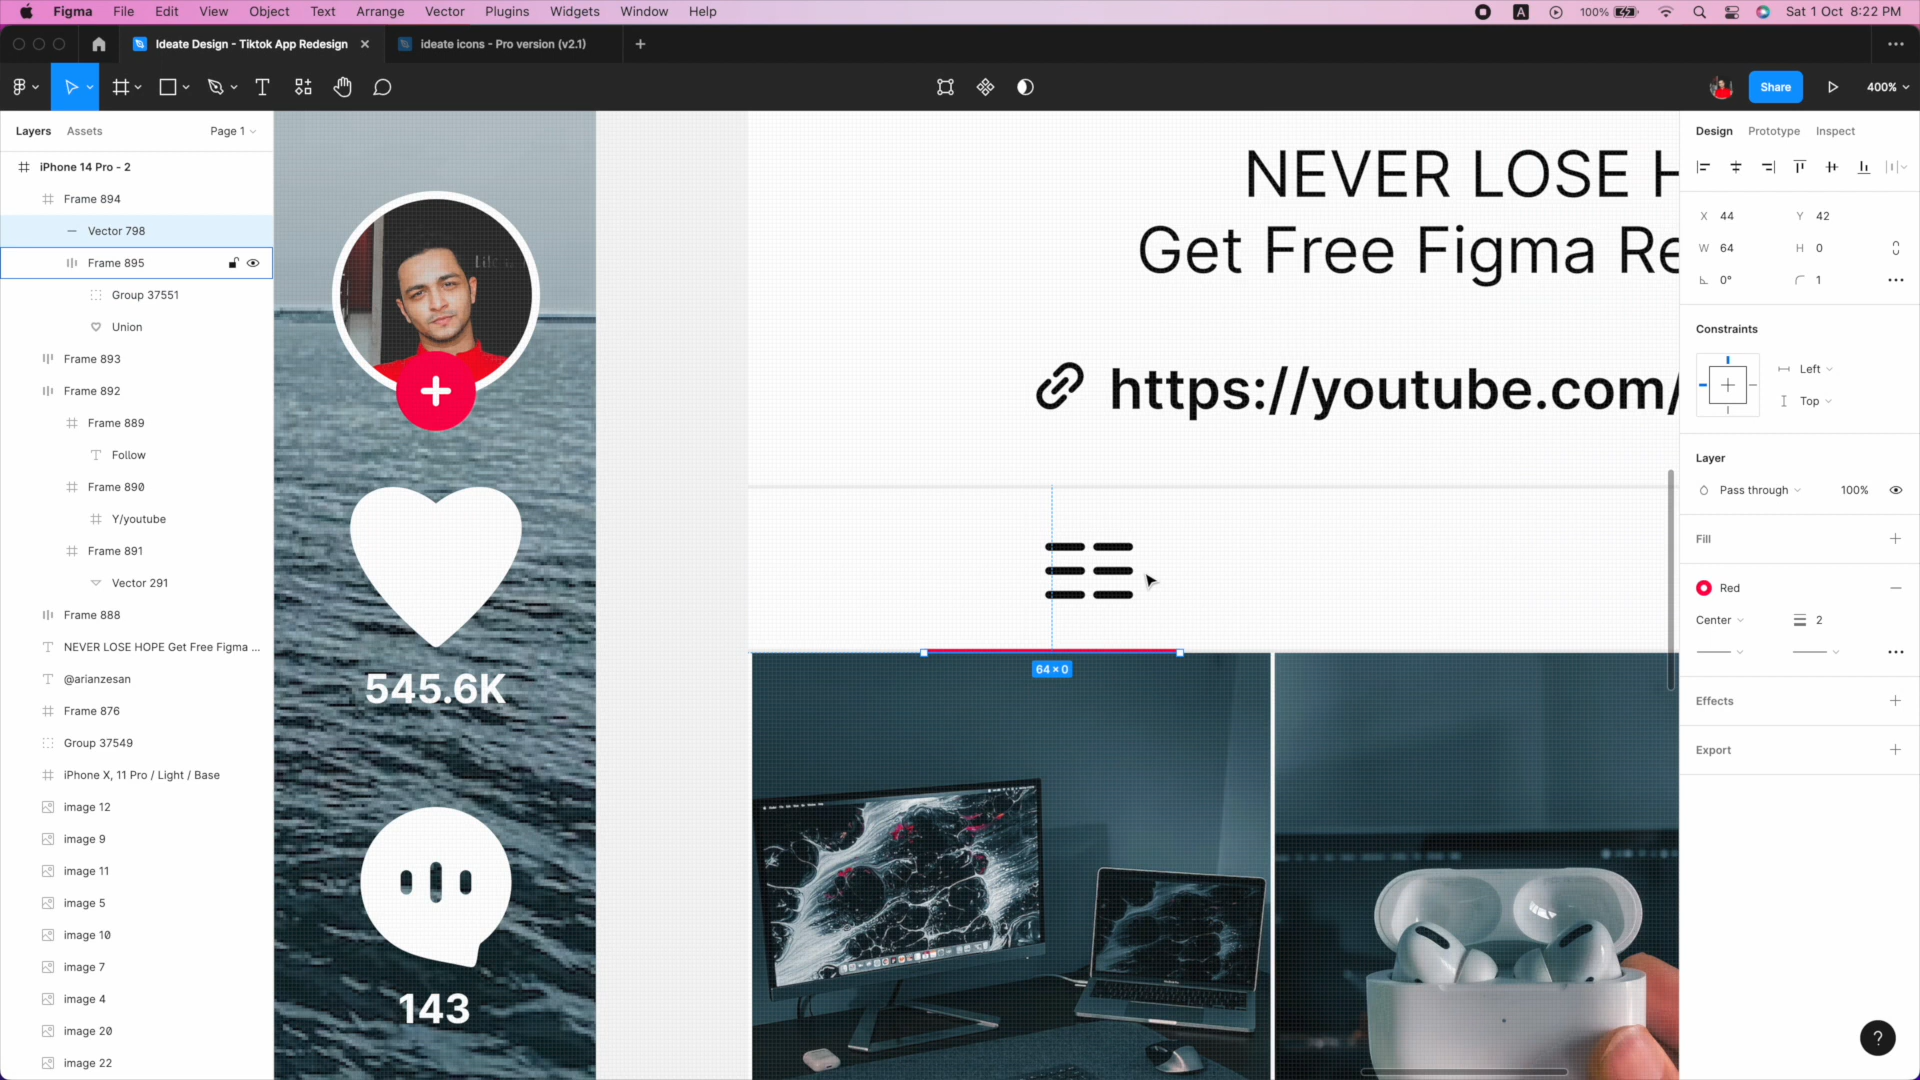 Figma File Edit View Object Text Arrange Vector Plugins Widgets Window Help
A 100% Sat 1 Oct 8:22 PM
Ideate Design - Tiktok App Redesign
ideate icons - Pro version (v2.1)
Share
400%
Layers Assets Page 1
iPhone 14 Pro - 2
Frame 894
Vector 798
Frame 895
Group 37551
Union
Frame 893
Frame 892
Frame 889
Follow
Frame 890
Y/youtube
Frame 891
Vector 291
Frame 888
NEVER LOSE HOPE Get Free Figma ...
@arianzesan
Frame 876
Group 37549
iPhone X, 11 Pro / Light / Base
image 12
image 9
image 11
image 5
image 10
image 7
image 4
image 20
image 22
545.6K
143
NEVER LOSE H
Get Free Figma Re
https://youtube.com/
64 × 0
Design Prototype Inspect
X 44 Y 42
W 64 H 0
0° 1
Constraints
Left
Top
Layer
Pass through 100%
Fill
Red
Center 2
Effects
Export
?